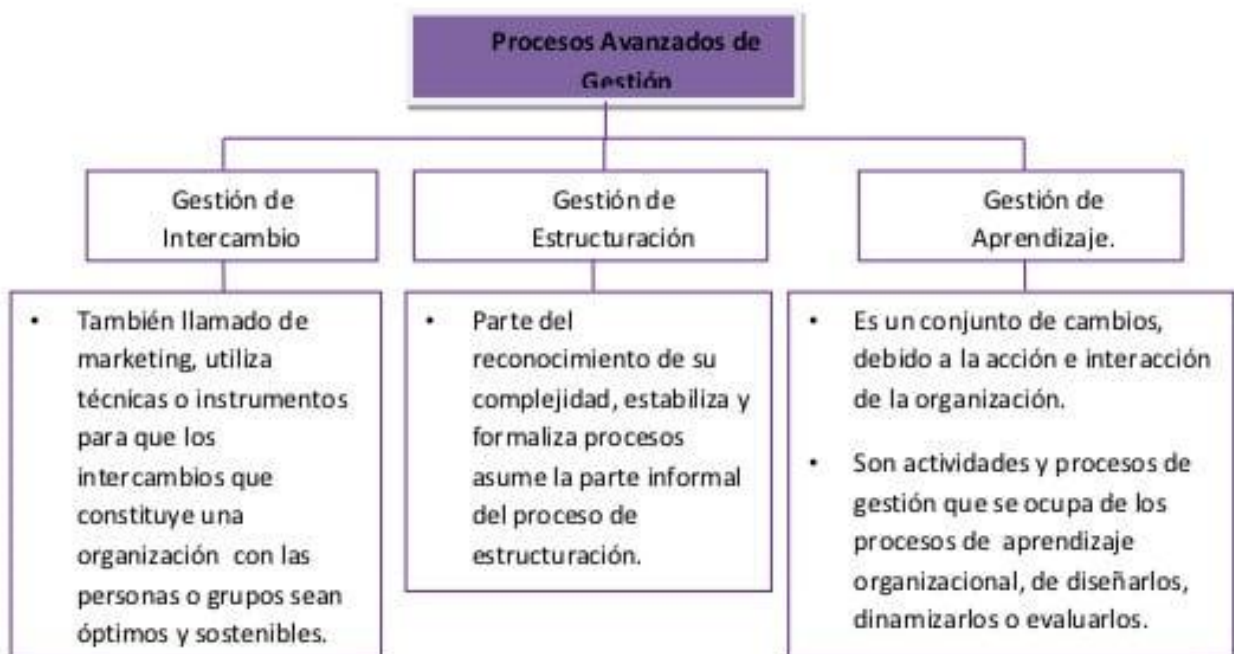 Procesos Avanzados de
Gestión
Gestión de
Intercambio
Gestión de
Estructuración
Gestión de
Aprendizaje.
• También llamado de
marketing, utiliza
técnicas o instrumentos
para que los
intercambios que
constituye una
organización con las
personas o grupos sean
óptimos y sostenibles.
• Parte del
reconocimiento de su
complejidad, estabiliza y
formaliza procesos
asume la parte informal
del proceso de
estructuración.
• Es un conjunto de cambios,
debido a la acción e interacción
de la organización.
• Son actividades y procesos de
gestión que se ocupa de los
procesos de aprendizaje
organizacional, de diseñarlos,
dinamizarlos o evaluarlos.